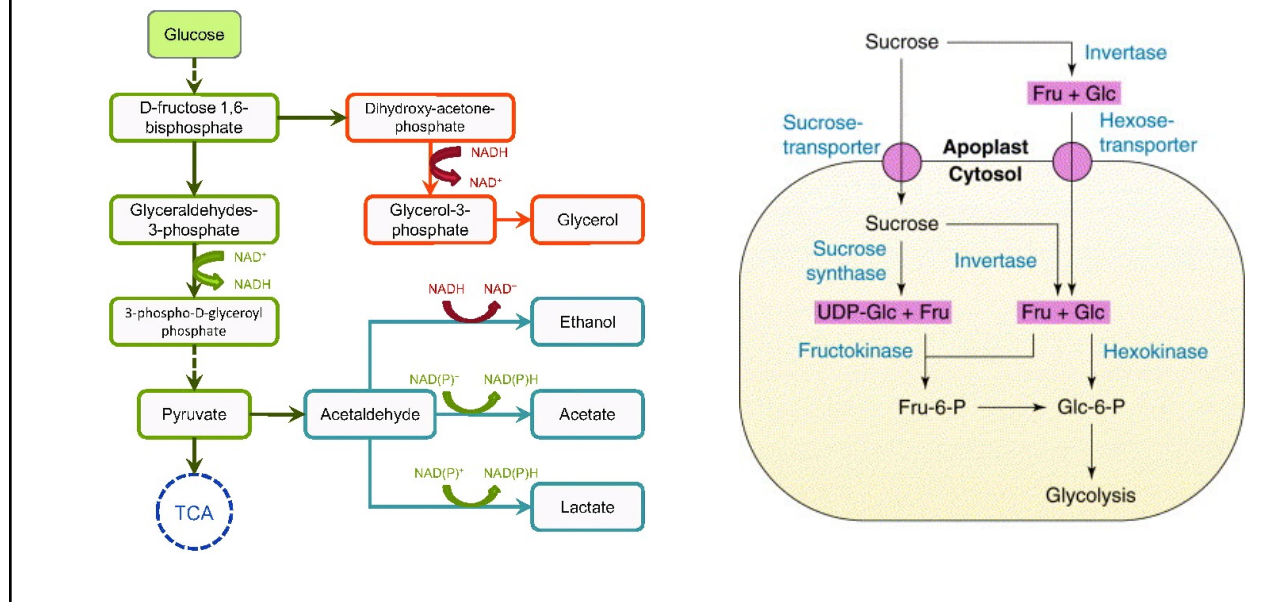 Glucose
D-fructose 1,6-
bisphosphate
Dihydroxy-acetone-
phosphate
NADH
NAD⁺
Glyceraldehydes-
3-phosphate
Glycerol-3-
phosphate
Glycerol
NAD⁺
NADH
3-phospho-D-glyceroyl
phosphate
NADH
NAD⁻
Ethanol
Pyruvate
Acetaldehyde
NAD(P)⁻
NAD(P)H
Acetate
TCA
NAD(P)⁺
NAD(P)H
Lactate
Sucrose
Invertase
Fru + Glc
Sucrose-
transporter
Apoplast
Cytosol
Hexose-
transporter
Sucrose
Sucrose
synthase
Invertase
UDP-Glc + Fru
Fru + Glc
Fructokinase
Hexokinase
Fru-6-P
Glc-6-P
Glycolysis